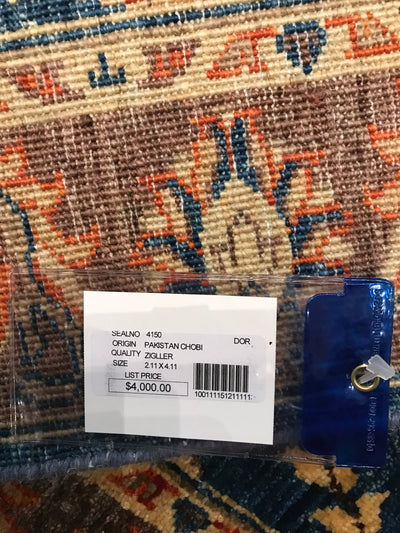 SEALNO 4150
ORIGIN PAKISTAN CHOBI DOR
QUALITY ZIGLLER
SIZE 2.11 X 4.11
LIST PRICE
$4,000.00